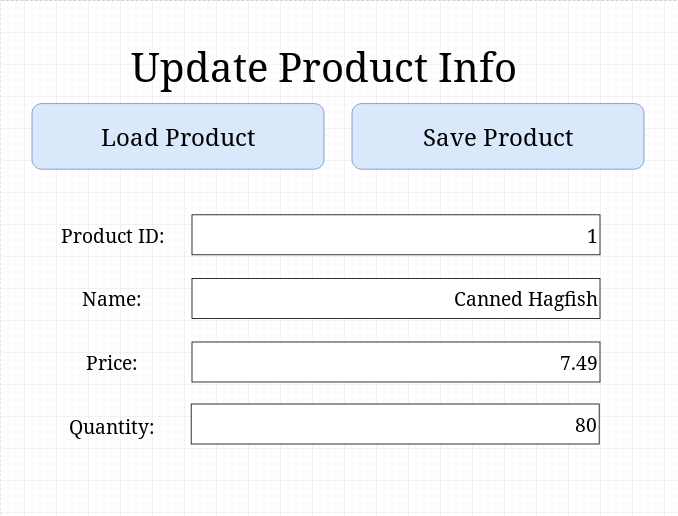 Update Product Info
Load Product
Save Product
Product ID: 1
Name: Canned Hagfish
Price: 7.49
Quantity: 80